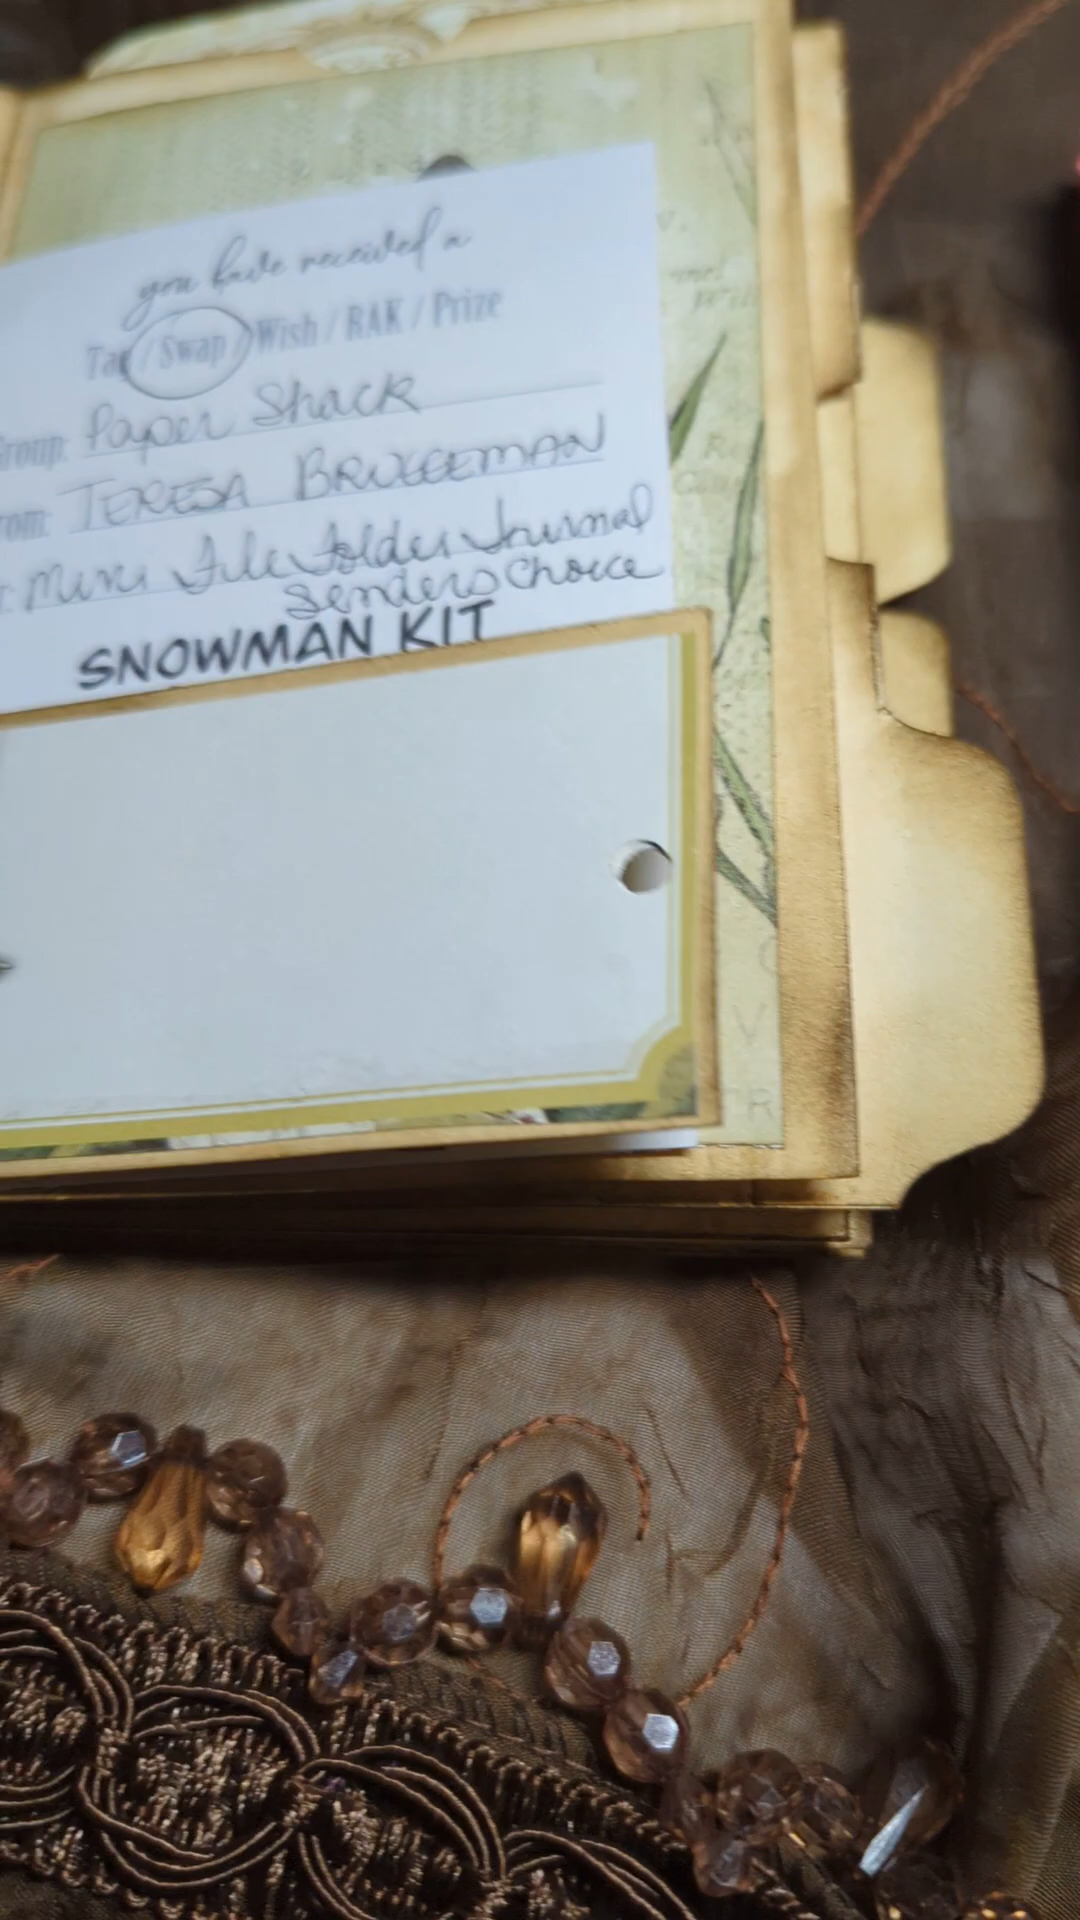 you have received a
Tag / Swap / Wish / RAK / Prize
Group: Paper Shack
From: TERESA BRUGGEMAN
Mini File Folder Journal
Senders Choice
SNOWMAN KIT
V
R